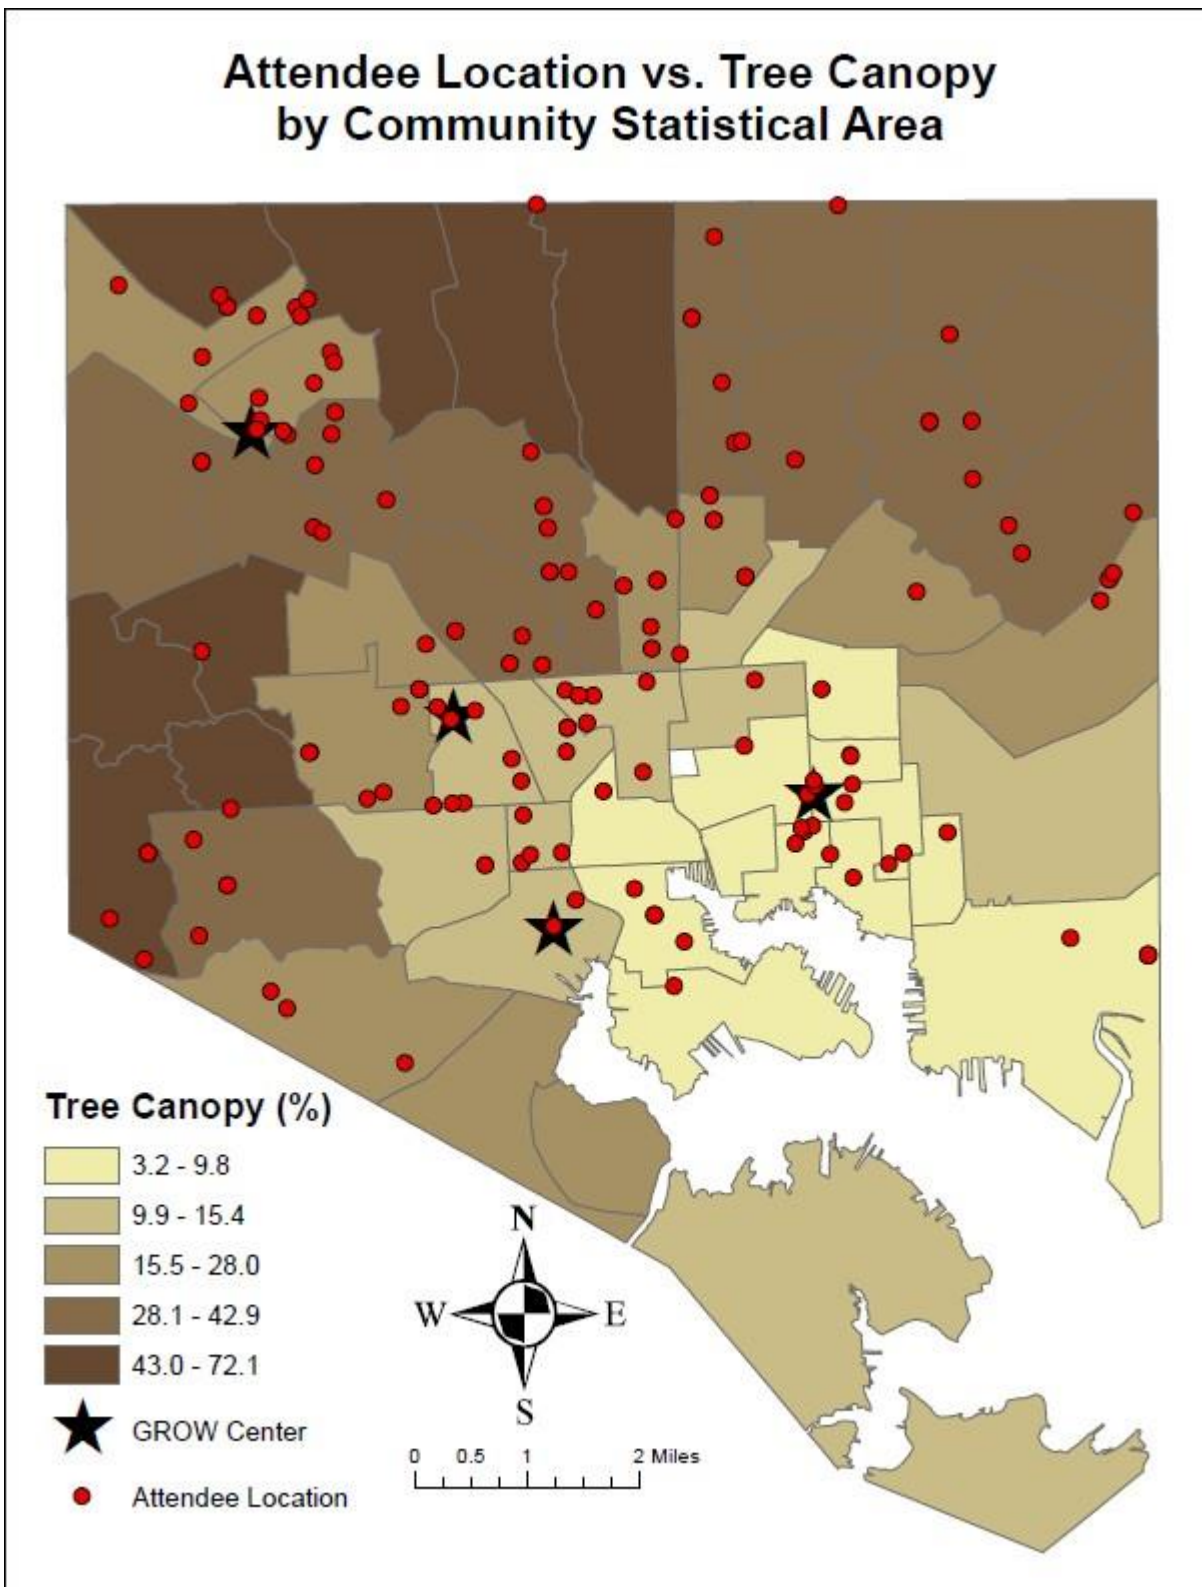 Attendee Location vs. Tree Canopy
by Community Statistical Area
Tree Canopy (%)
3.2 - 9.8
9.9 - 15.4
15.5 - 28.0
28.1 - 42.9
43.0 - 72.1
GROW Center
Attendee Location
N
W E
S
0 0.5 1 2 Miles